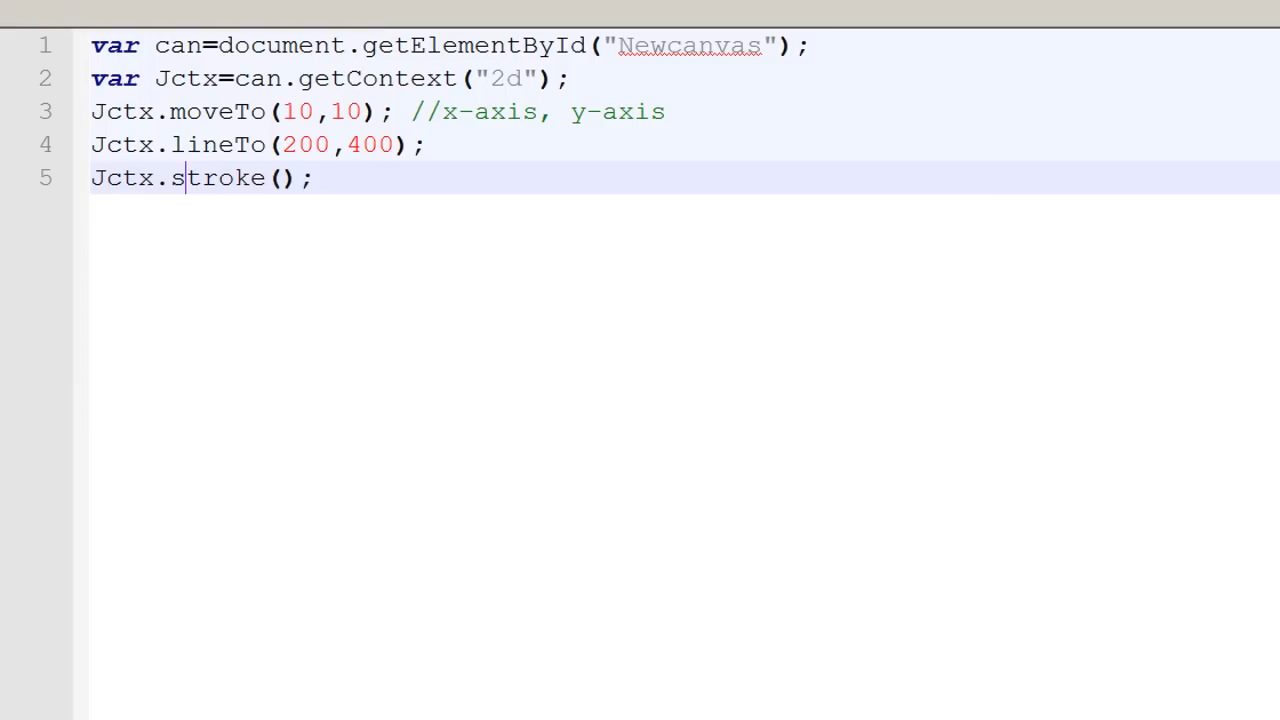 1 var can=document.getElementById("Newcanvas");
2 var Jctx=can.getContext("2d");
3 Jctx.moveTo(10,10); //x-axis, y-axis
4 Jctx.lineTo(200,400);
5 Jctx.stroke();